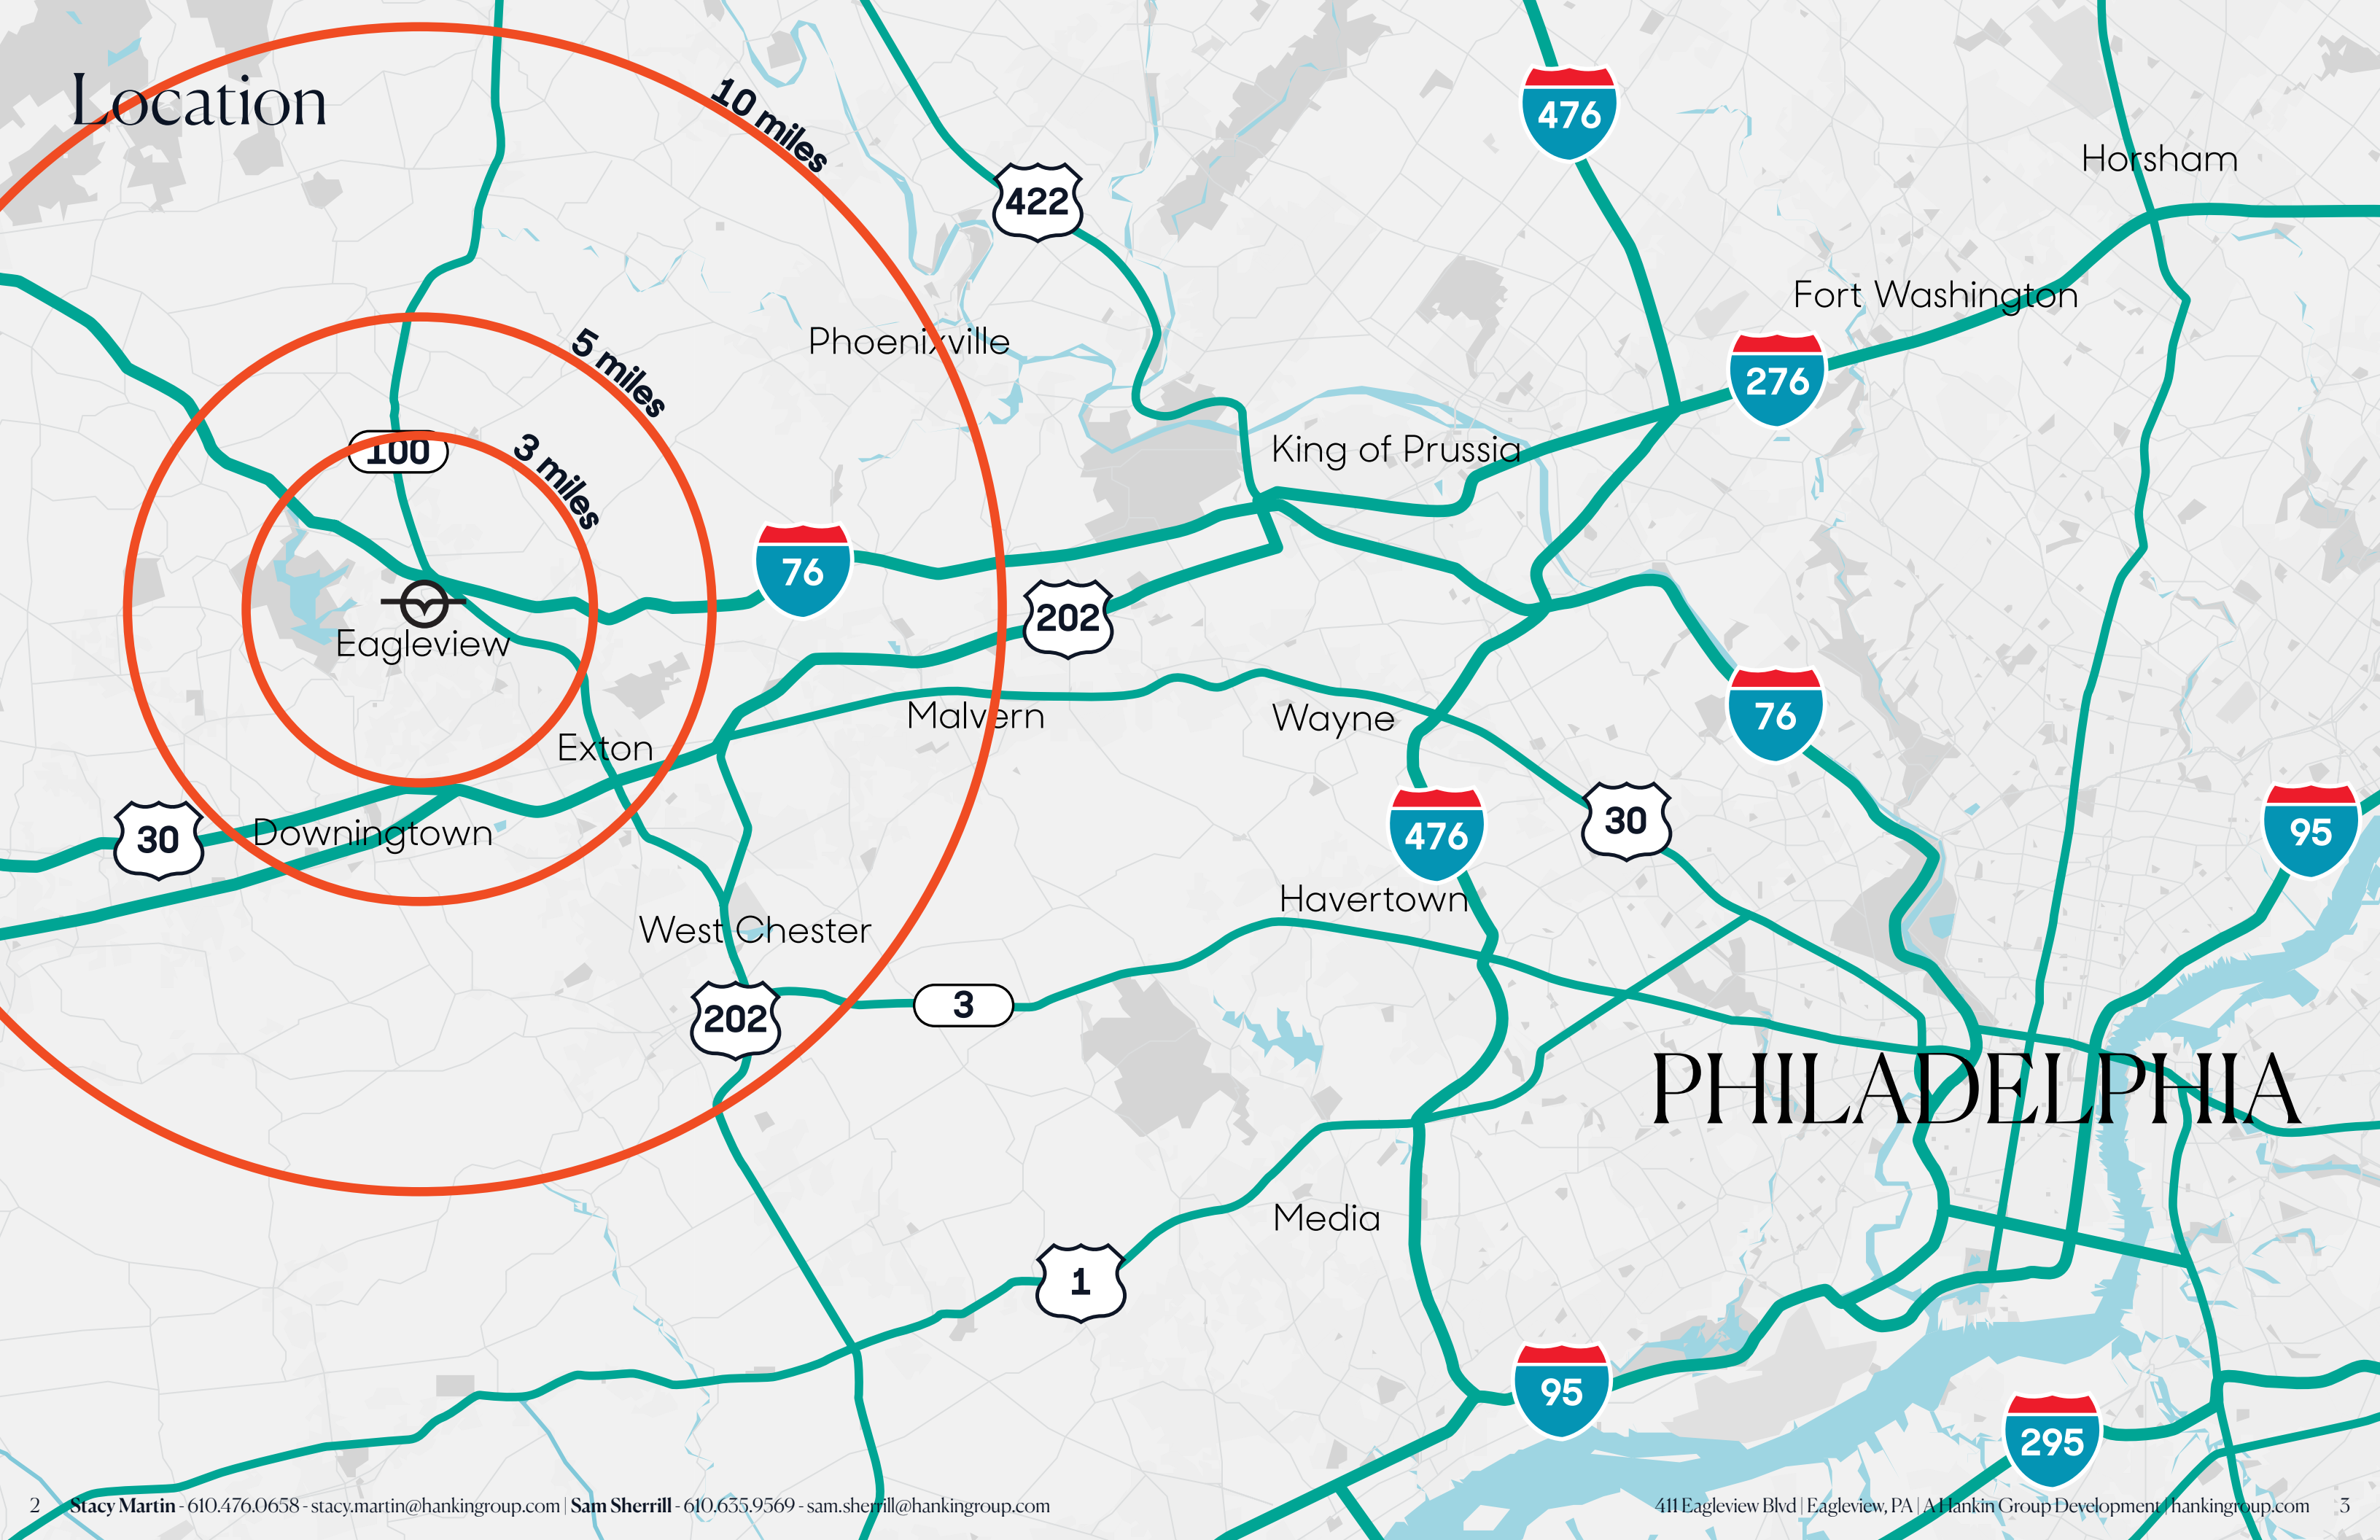 Location
10 miles
476
Horsham
422
Fort Washington
5 miles
Phoenixville
276
100
3 miles
King of Prussia
76
202
Eagleview
Malvern
Wayne
76
Exton
30
Downingtown
476
30
95
Havertown
West Chester
202
3
PHILADELPHIA
Media
1
95
295
2 Stacy Martin - 610.476.0658 - stacy.martin@hankingroup.com | Sam Sherrill - 610.635.9569 - sam.sherrill@hankingroup.com
411 Eagleview Blvd | Eagleview, PA | A Hankin Group Development | hankingroup.com 3